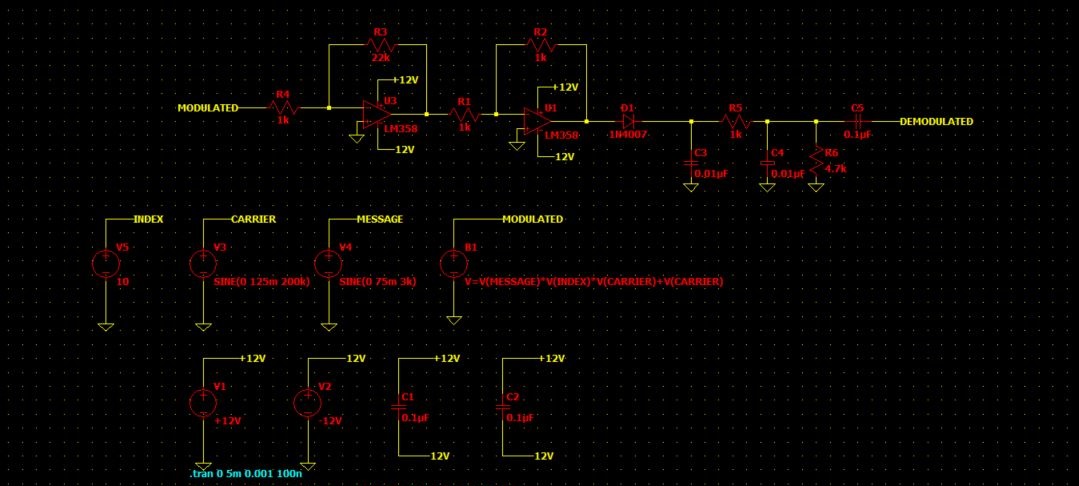 R3
22k
R2
1k
+12V
+12V
R4
1k
MODULATED
U3
LM358
R1
1k
U1
LM358
D1
1N4007
R5
1k
C5
0.1µF
DEMODULATED
-12V
-12V
C3
0.01µF
C4
0.01µF
R6
4.7k
INDEX
CARRIER
MESSAGE
MODULATED
V5
10
V3
SINE(0 125m 200k)
V4
SINE(0 75m 3k)
B1
V=V(MESSAGE)*V(INDEX)*V(CARRIER)+V(CARRIER)
+12V
-12V
+12V
+12V
V1
+12V
V2
-12V
C1
0.1µF
C2
0.1µF
-12V
-12V
.tran 0 5m 0.001 100n